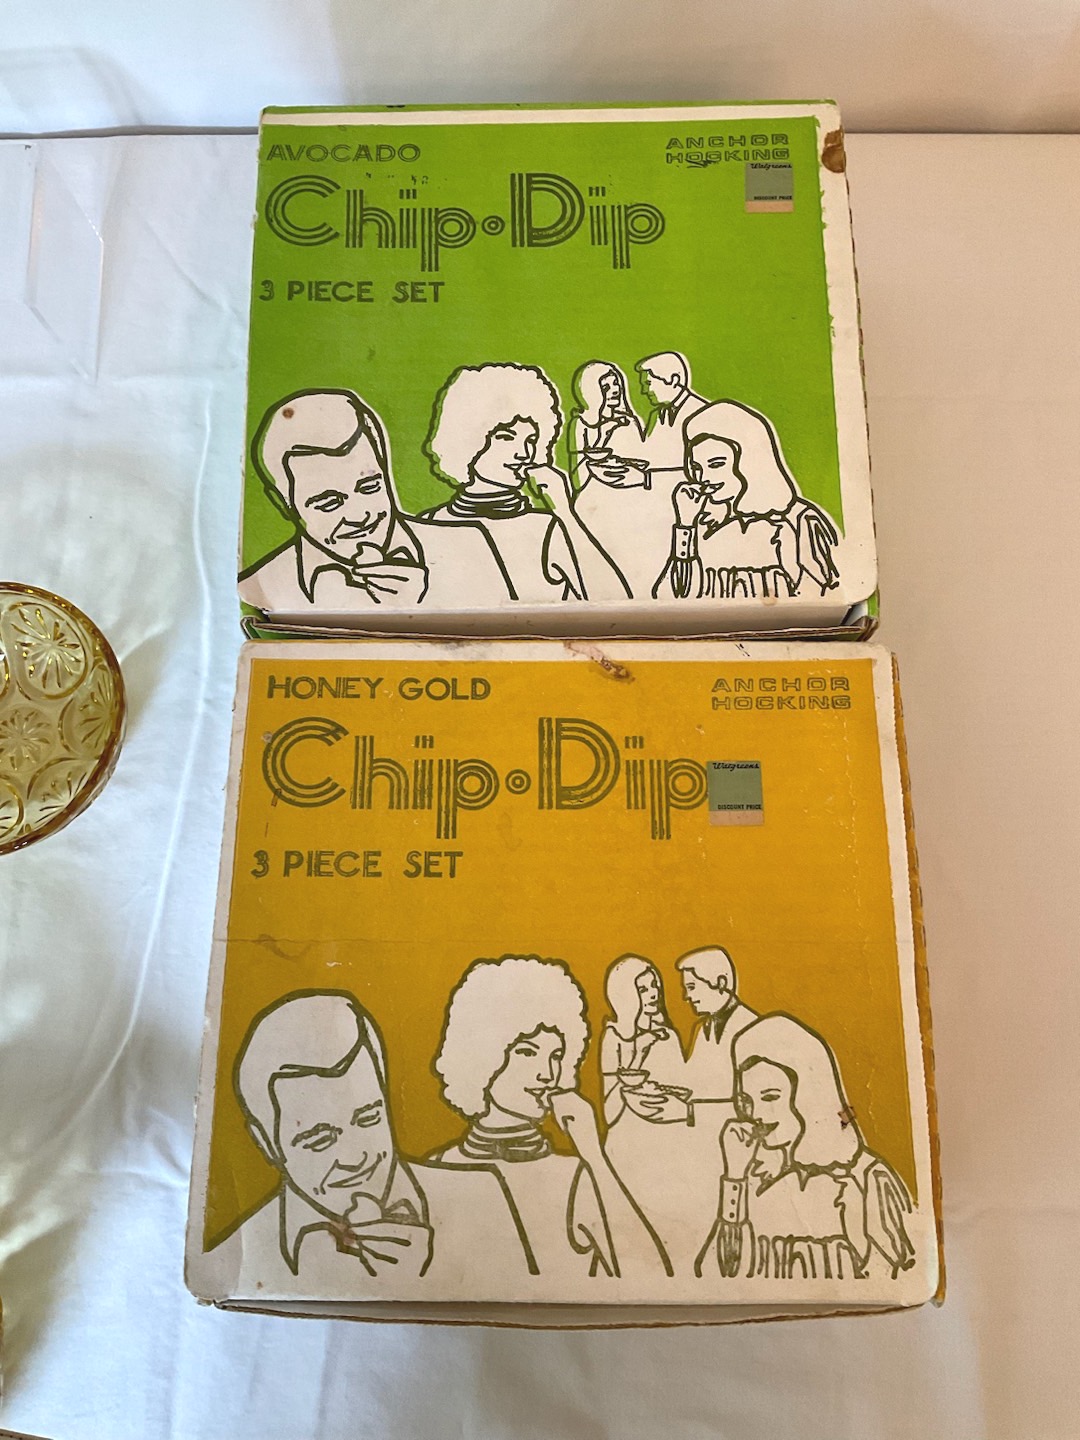 AVOCADO
ANCHOR
HOCKING
Walgreens
DISCOUNT PRICE
Chip•Dip
3 PIECE SET
HONEY GOLD
ANCHOR
HOCKING
Chip•Dip
Walgreens
DISCOUNT PRICE
3 PIECE SET